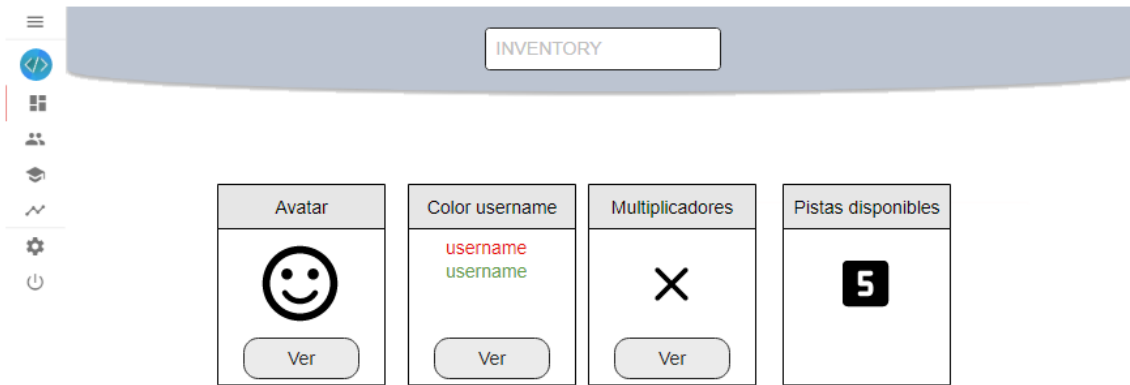 INVENTORY
Avatar
Color username
Multiplicadores
Pistas disponibles
username
username
5
Ver
Ver
Ver